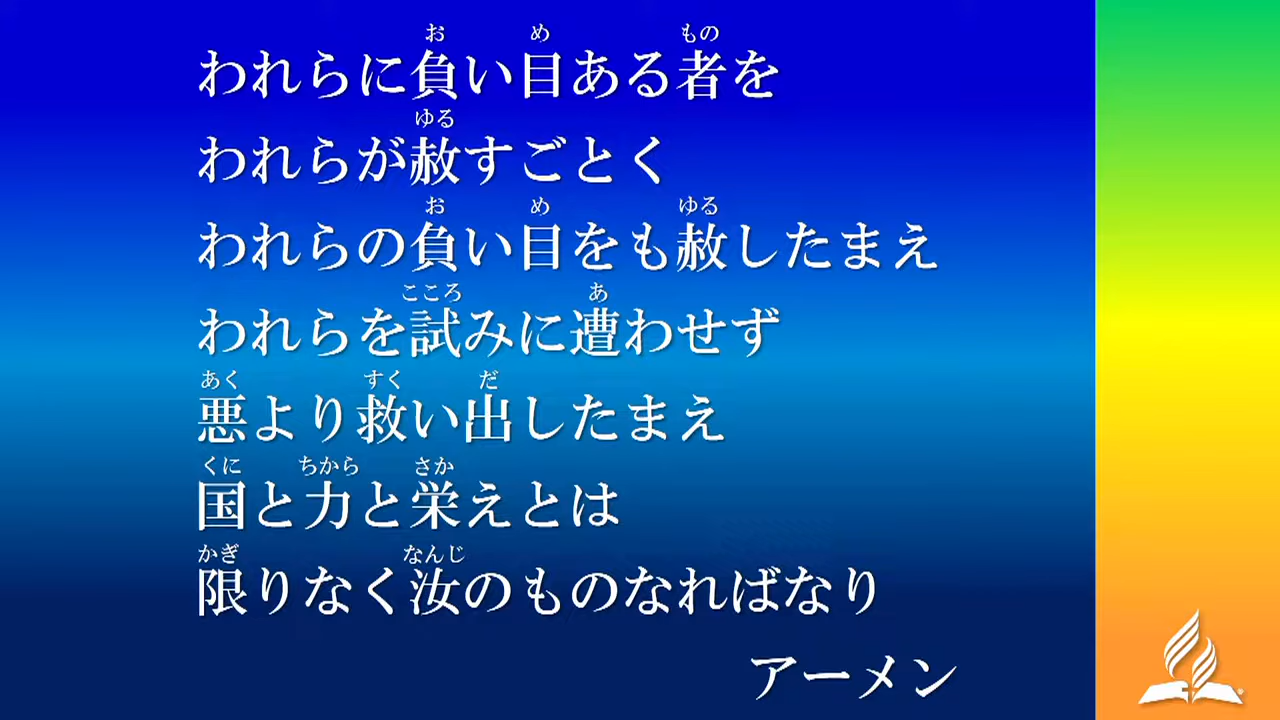 われらに負い目ある者を
われらが赦すごとく
われらの負い目をも赦したまえ
われらを試みに遭わせず
悪より救い出したまえ
国と力と栄えとは
限りなく汝のものなればなり
アーメン